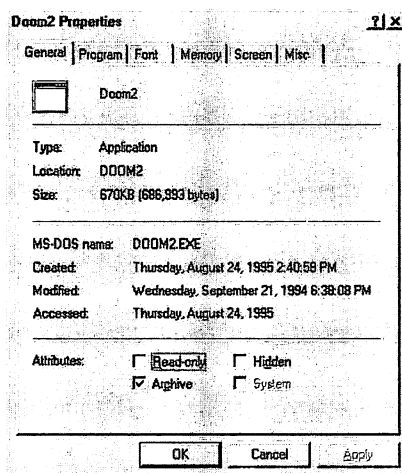 Doom2 Properties ? X
General Program Font Memory Screen Misc
Doom2
Type: Application
Location: DOOM2
Size: 670KB (686,993 bytes)
MS-DOS name: DOOM2.EXE
Created: Thursday, August 24, 1995 2:40:59 PM
Modified: Wednesday, September 21, 1994 6:38:08 PM
Accessed: Thursday, August 24, 1995
Attributes: Read-only Hidden
Archive System
OK Cancel Apply